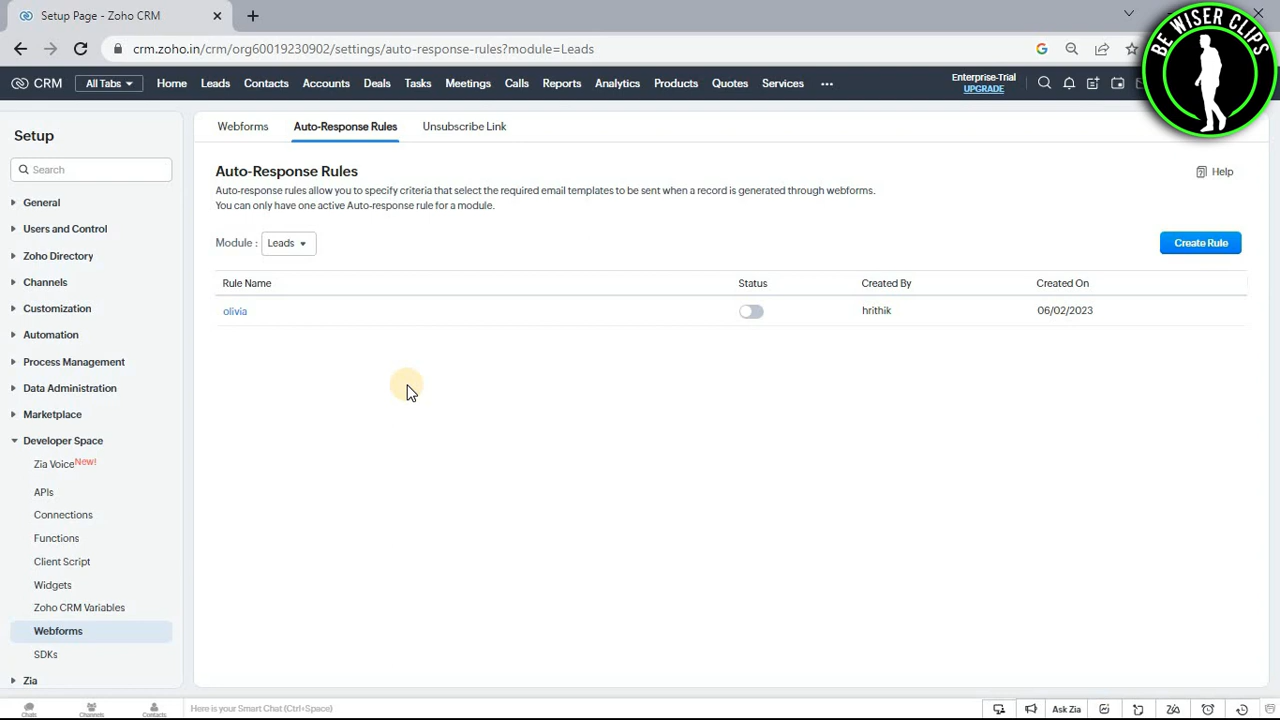 Setup Page - Zoho CRM
crm.zoho.in/crm/org60019230902/settings/auto-response-rules?module=Leads
BE WISER CLIPS
CRM All Tabs Home Leads Contacts Accounts Deals Tasks Meetings Calls Reports Analytics Products Quotes Services ... Enterprise-Trial
UPGRADE
Setup
Search
General
Users and Control
Zoho Directory
Channels
Customization
Automation
Process Management
Data Administration
Marketplace
Developer Space
Zia Voice New!
APIs
Connections
Functions
Client Script
Widgets
Zoho CRM Variables
Webforms
SDKs
Zia
Webforms Auto-Response Rules Unsubscribe Link
Auto-Response Rules
Help
Auto-response rules allow you to specify criteria that select the required email templates to be sent when a record is generated through webforms.
You can only have one active Auto-response rule for a module.
Module : Leads
Create Rule
Rule Name Status Created By Created On
olivia hrithik 06/02/2023
Chats Channels Contacts
Here is your Smart Chat (Ctrl+Space)
Ask Zia